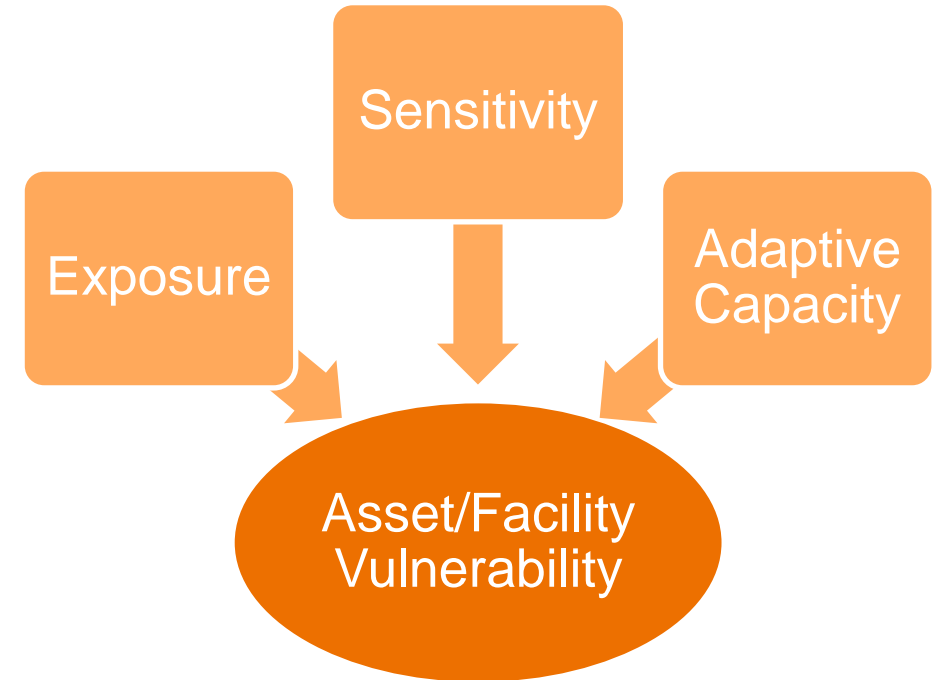 Sensitivity
Exposure
Adaptive
Capacity
Asset/Facility
Vulnerability